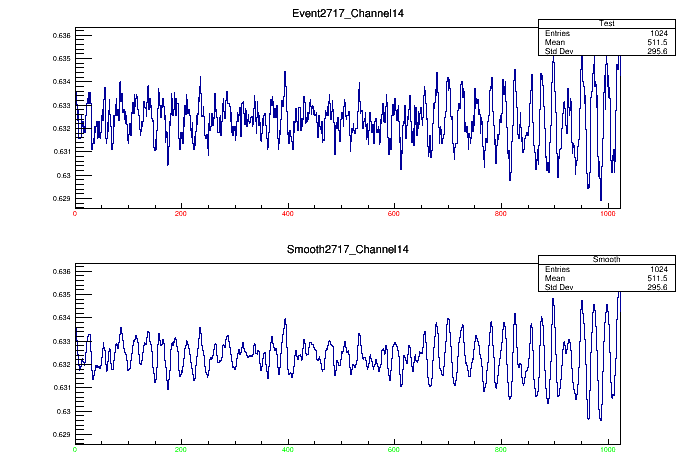 Event2717_Channel14
Test
Entries 1024
Mean 511.5
Std Dev 295.6
0.636
0.635
0.634
0.633
0.632
0.631
0.63
0.629
0 200 400 600 800 1000
Smooth2717_Channel14
Smooth
Entries 1024
Mean 511.5
Std Dev 295.6
0.636
0.635
0.634
0.633
0.632
0.631
0.63
0.629
0 200 400 600 800 1000